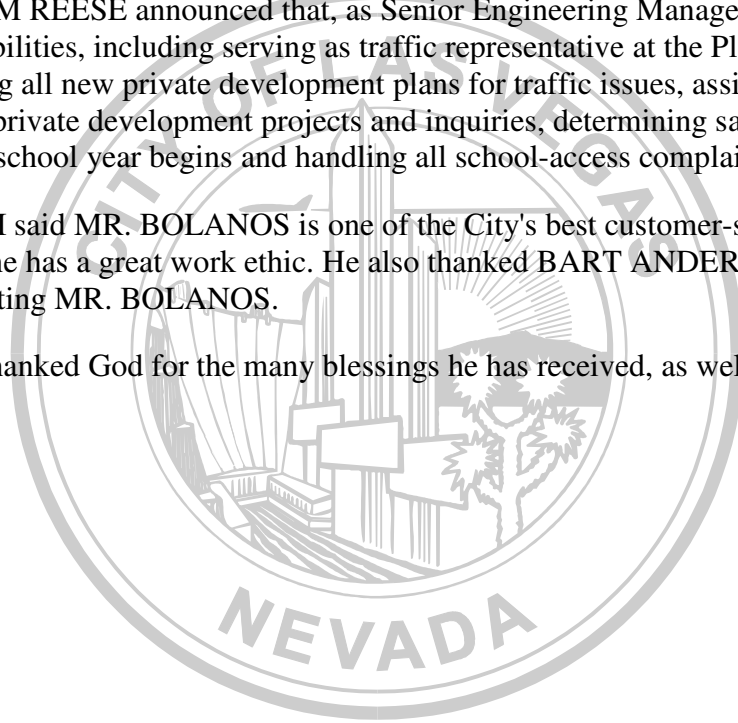 M REESE announced that, as Senior Engineering Manage
bilities, including serving as traffic representative at the Pl
g all new private development plans for traffic issues, assi
private development projects and inquiries, determining sa
school year begins and handling all school-access complai
I said MR. BOLANOS is one of the City's best customer-s
he has a great work ethic. He also thanked BART ANDER
ting MR. BOLANOS.
hanked God for the many blessings he has received, as wel
CITY OF LAS VEGAS
NEVADA